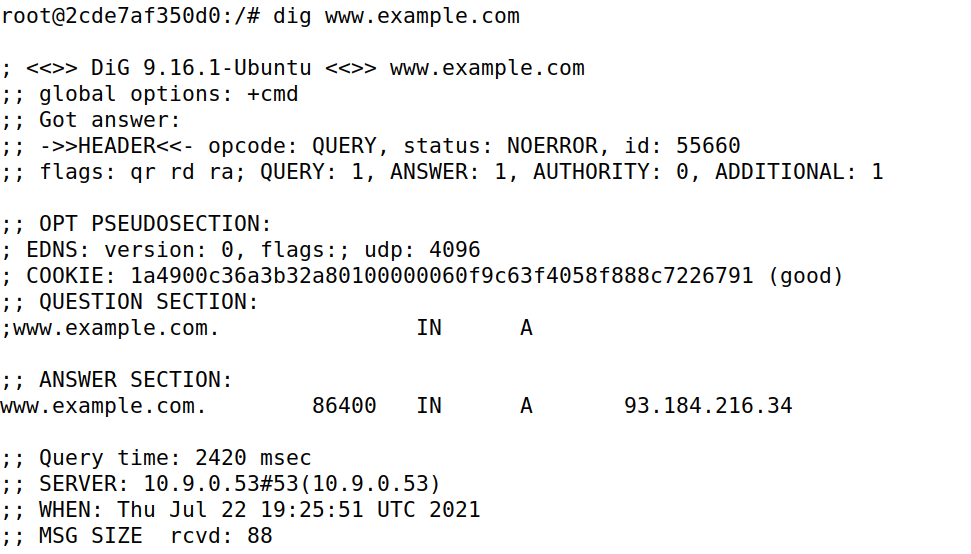 root@2cde7af350d0:/# dig www.example.com
; <<>> DiG 9.16.1-Ubuntu <<>> www.example.com
;; global options: +cmd
;; Got answer:
;; ->>HEADER<<- opcode: QUERY, status: NOERROR, id: 55660
;; flags: qr rd ra; QUERY: 1, ANSWER: 1, AUTHORITY: 0, ADDITIONAL: 1
;; OPT PSEUDOSECTION:
; EDNS: version: 0, flags:; udp: 4096
; COOKIE: 1a4900c36a3b32a80100000060f9c63f4058f888c7226791 (good)
;; QUESTION SECTION:
;www.example.com. IN A
;; ANSWER SECTION:
www.example.com. 86400 IN A 93.184.216.34
;; Query time: 2420 msec
;; SERVER: 10.9.0.53#53(10.9.0.53)
;; WHEN: Thu Jul 22 19:25:51 UTC 2021
;; MSG SIZE  rcvd: 88